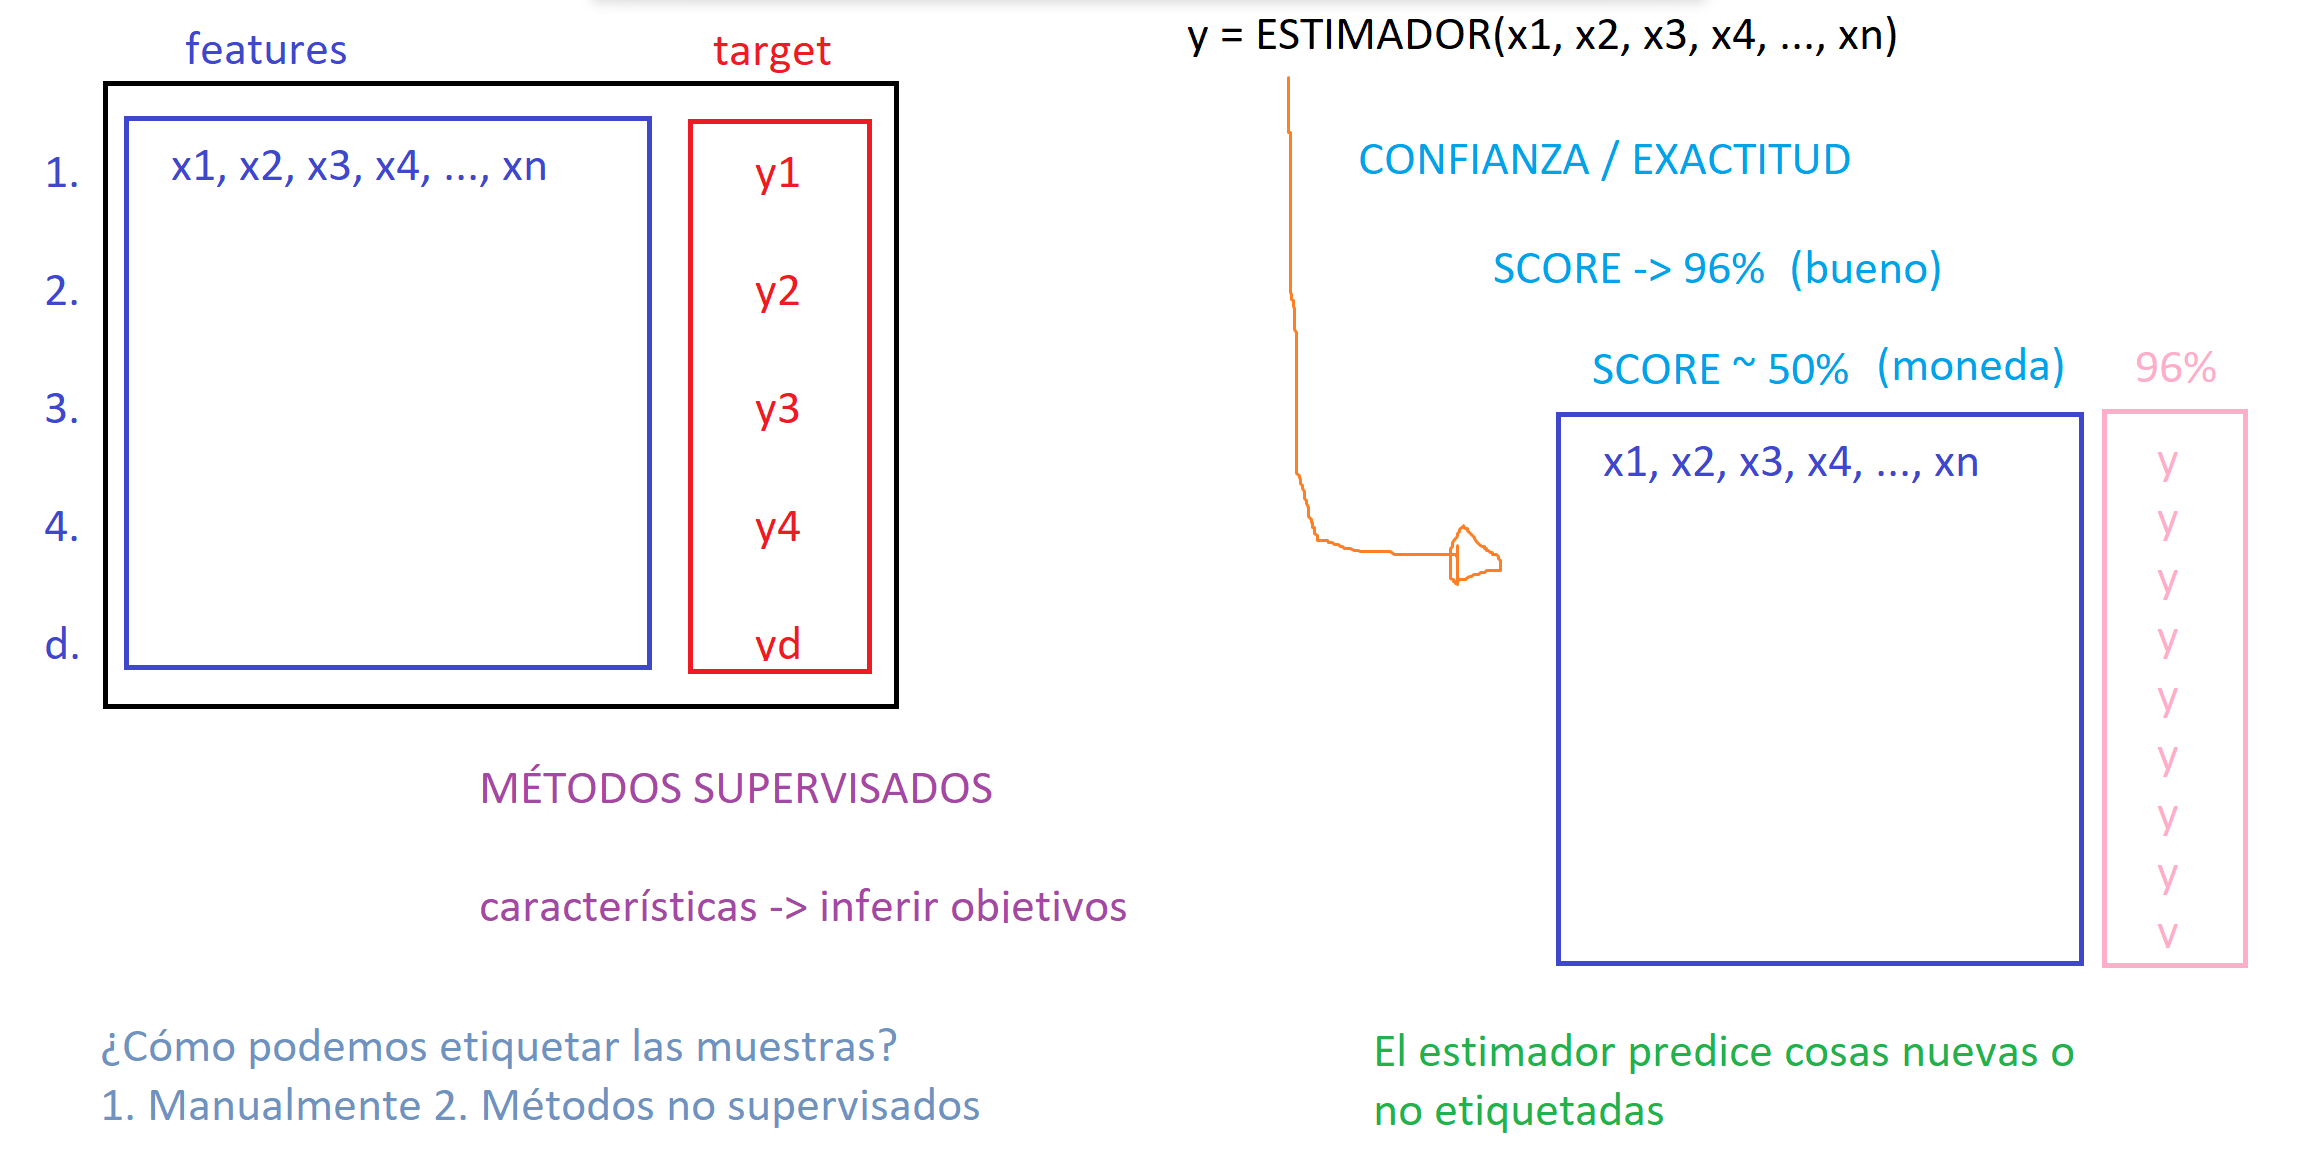 features
target
1.
x1, x2, x3, x4, ..., xn
y1
2.
y2
3.
y3
4.
y4
d.
yd
MÉTODOS SUPERVISADOS
características -> inferir objetivos
¿Cómo podemos etiquetar las muestras?
1. Manualmente 2. Métodos no supervisados
y = ESTIMADOR(x1, x2, x3, x4, ..., xn)
CONFIANZA / EXACTITUD
SCORE -> 96% (bueno)
SCORE ~ 50% (moneda)
96%
x1, x2, x3, x4, ..., xn
y
y
y
y
y
y
y
y
y
El estimador predice cosas nuevas o
no etiquetadas